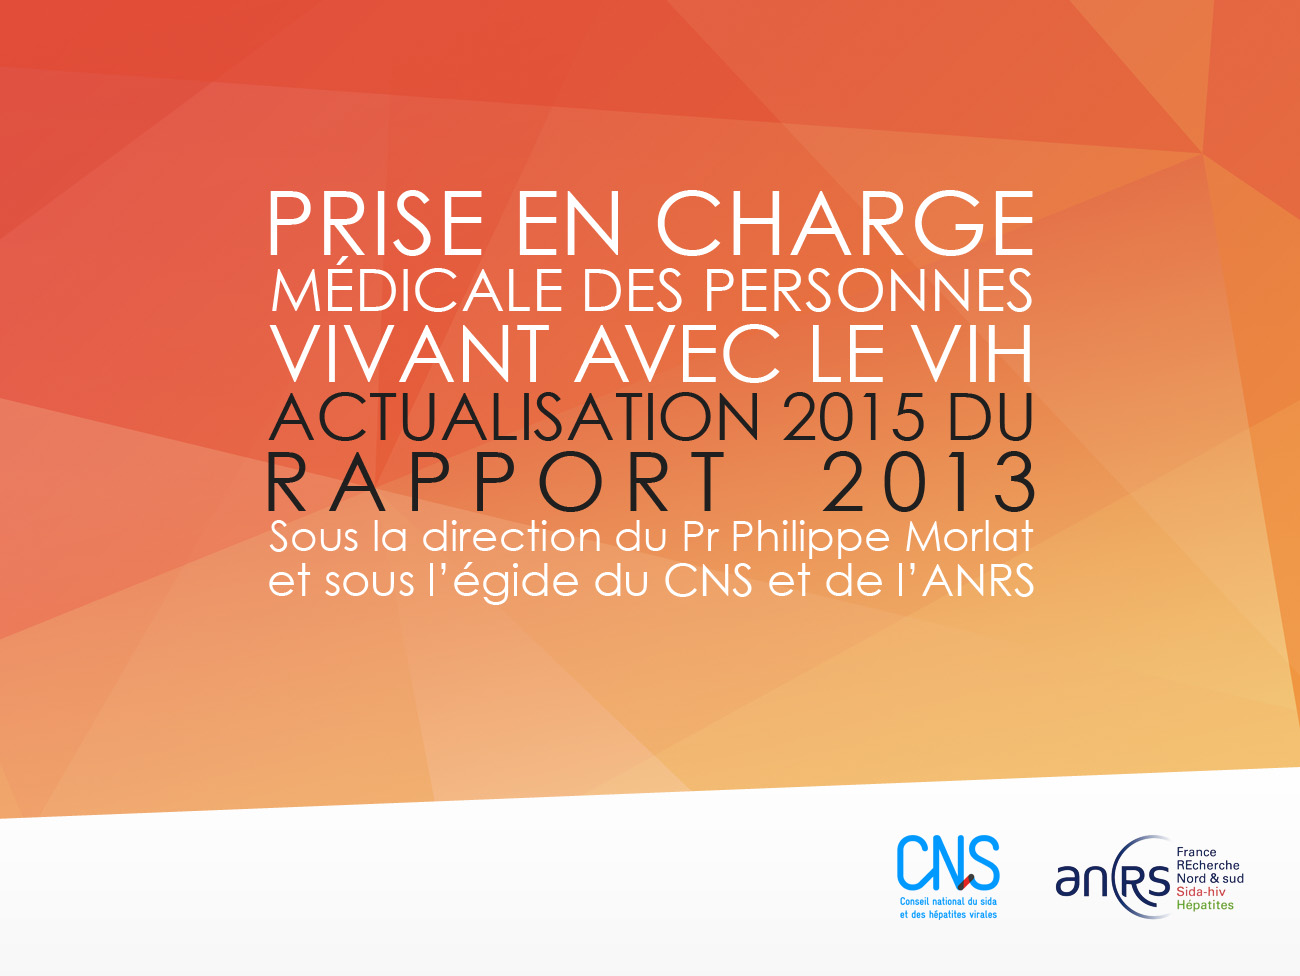 PRISE EN CHARGE
MÉDICALE DES PERSONNES
VIVANT AVEC LE VIH
ACTUALISATION 2015 DU
RAPPORT 2013
Sous la direction du Pr Philippe Morlat
et sous l’égide du CNS et de l’ANRS
CNS
Conseil national du sida
et des hépatites virales
anRS
France
REcherche
Nord & sud
Sida-hiv
Hépatites